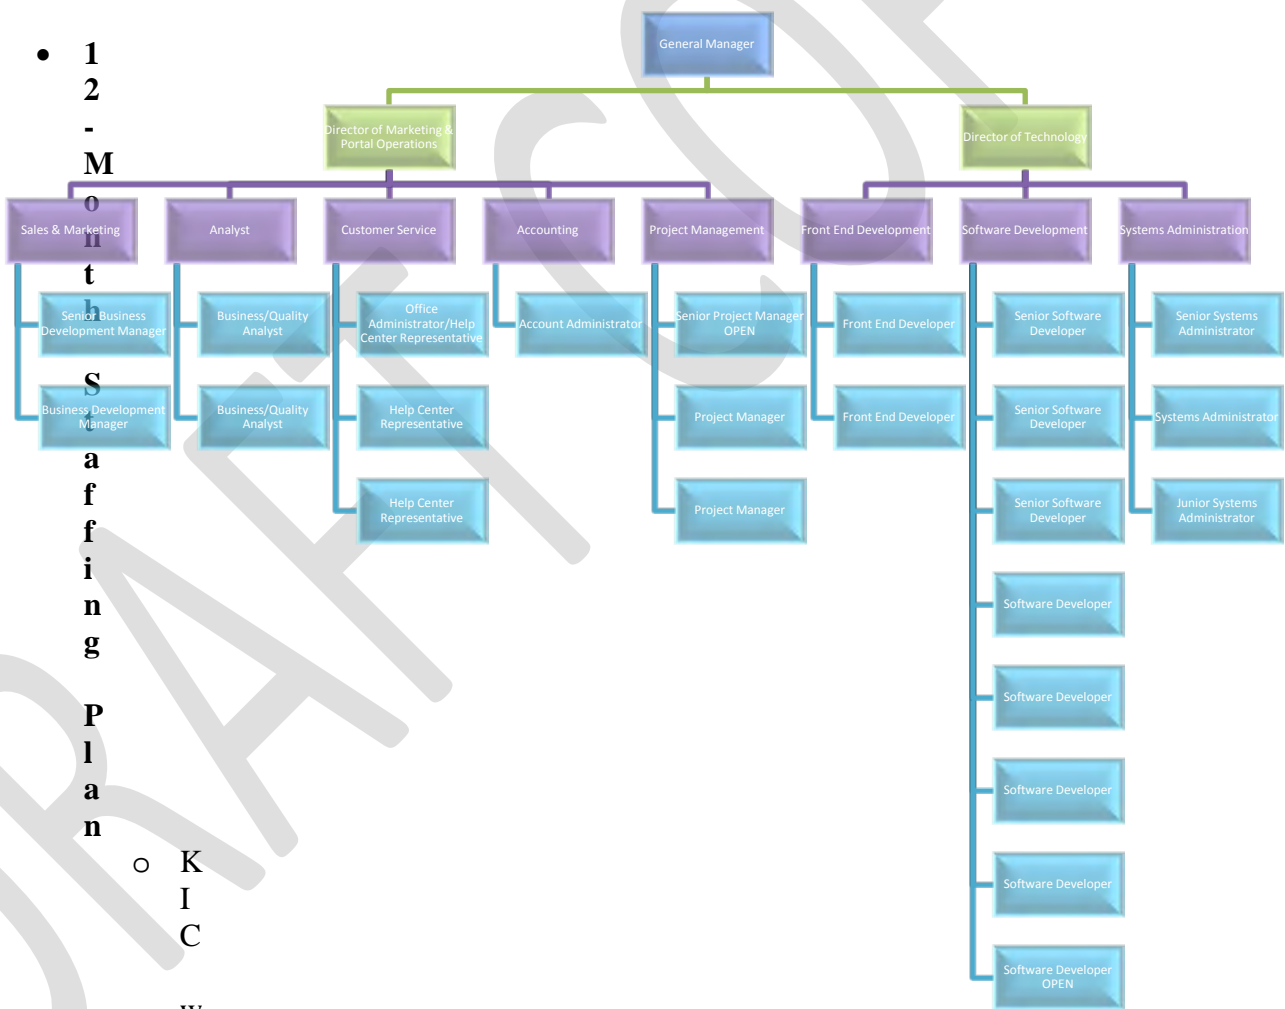 • 12-Month Staffing Plan
o KIC w
General Manager
Director of Marketing &
Portal Operations
Director of Technology
Sales & Marketing
Analyst
Customer Service
Accounting
Project Management
Front End Development
Software Development
Systems Administration
Senior Business
Development Manager
Business/Quality
Analyst
Office
Administrator/Help
Center Representative
Account Administrator
Senior Project Manager
OPEN
Front End Developer
Senior Software
Developer
Senior Systems
Administrator
Business Development
Manager
Business/Quality
Analyst
Help Center
Representative
Project Manager
Front End Developer
Senior Software
Developer
Systems Administrator
Help Center
Representative
Project Manager
Senior Software
Developer
Junior Systems
Administrator
Software Developer
Software Developer
Software Developer
Software Developer
Software Developer
OPEN
DRAFT COP